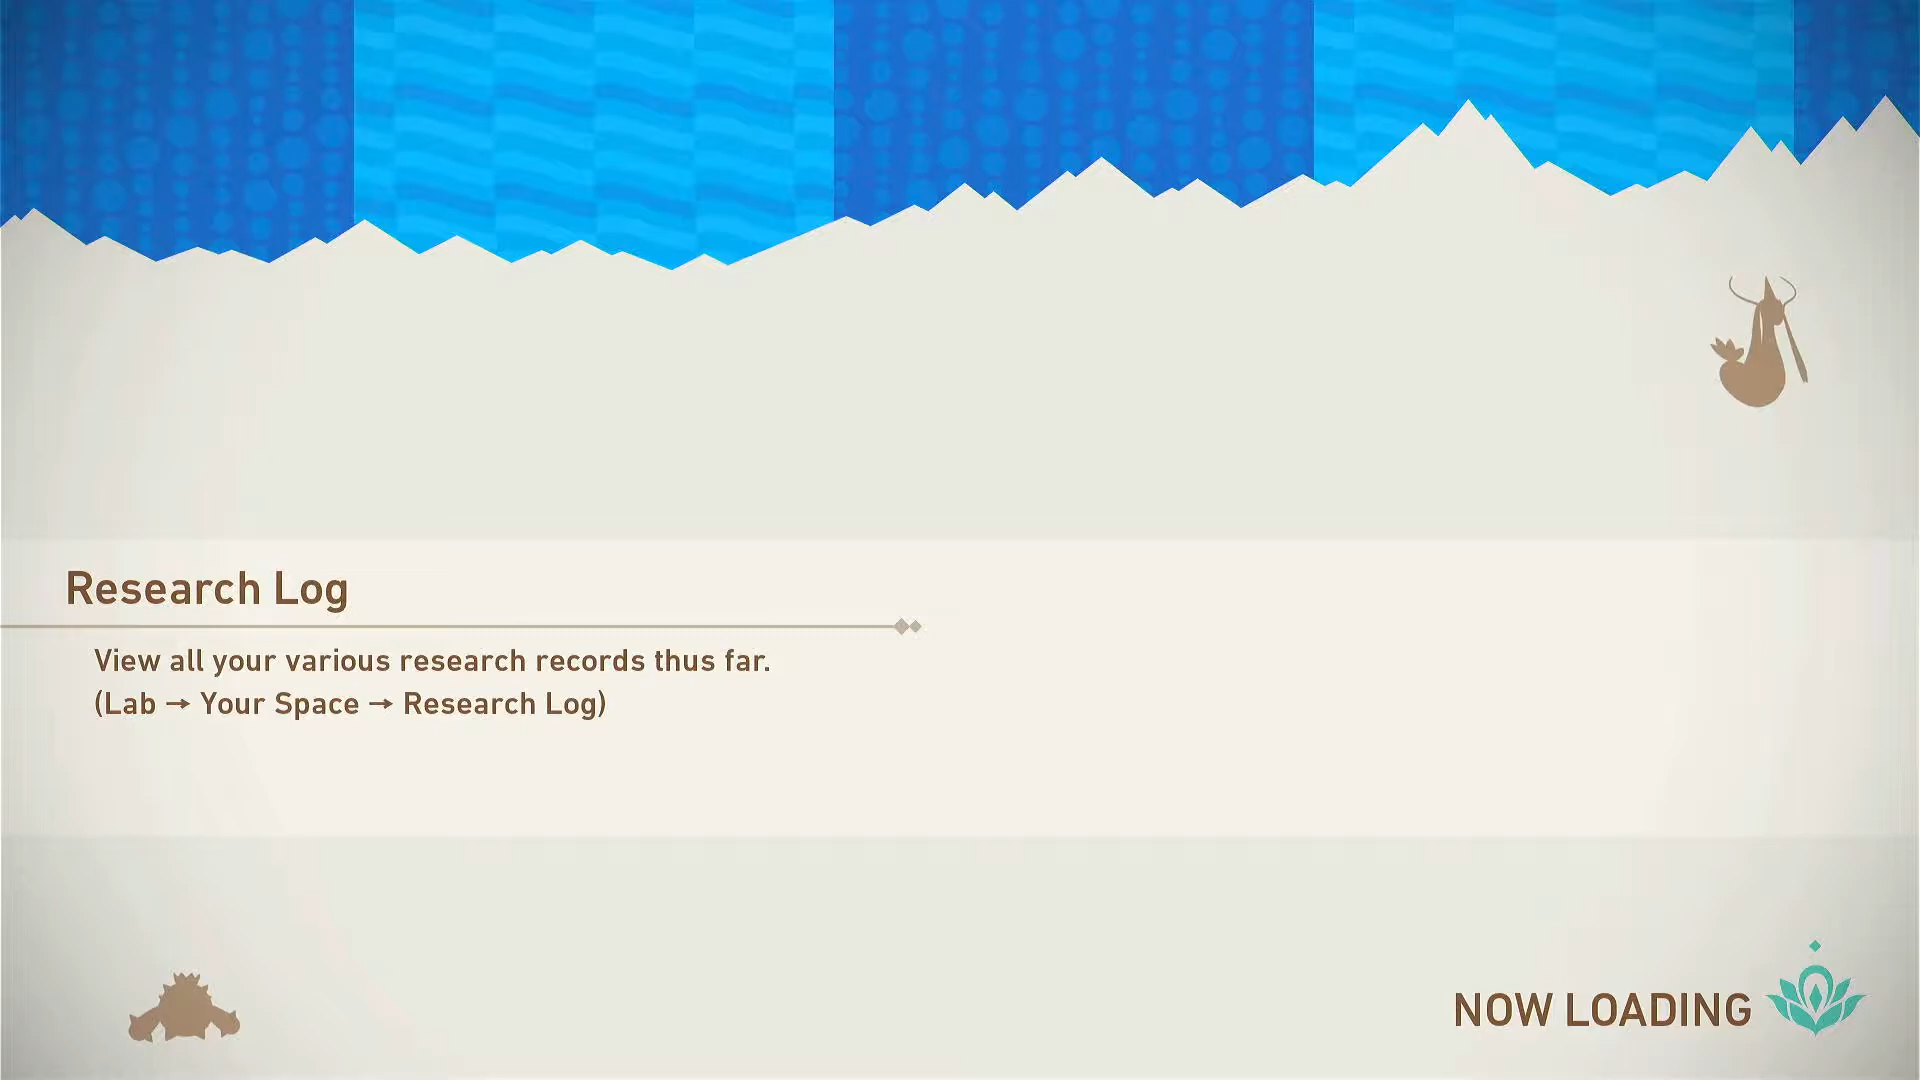 Research Log
View all your various research records thus far.
(Lab → Your Space → Research Log)
NOW LOADING